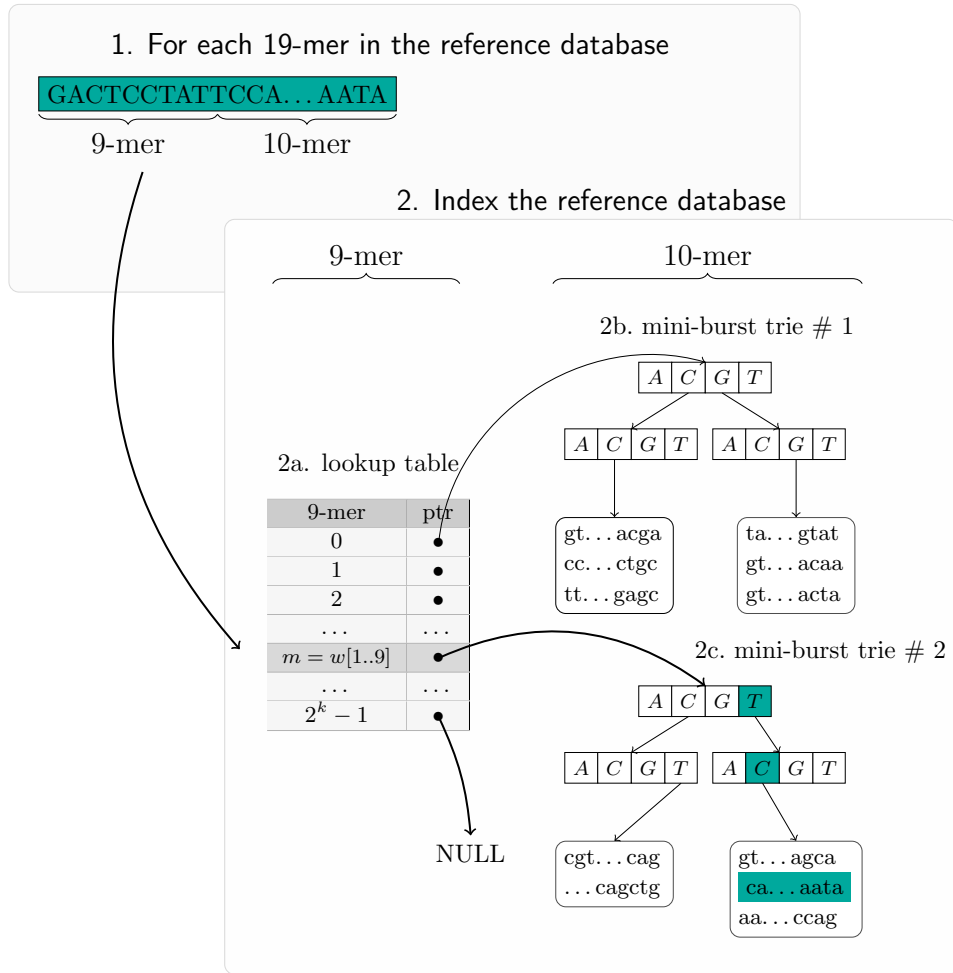 1. For each 19-mer in the reference database
GACTCCTATTCCA...AATA
9-mer 10-mer
2. Index the reference database
9-mer 10-mer
2b. mini-burst trie # 1
A C G T
A C G T A C G T
2a. lookup table
9-mer ptr
0
1
2
... ...
m = w[1..9]
... ...
2^k − 1
gt...acga
cc...ctgc
tt...gagc
ta...gtat
gt...acaa
gt...acta
2c. mini-burst trie # 2
A C G T
A C G T A C G T
NULL
cgt...cag
...cagctg
gt...agca
ca...aata
aa...ccag